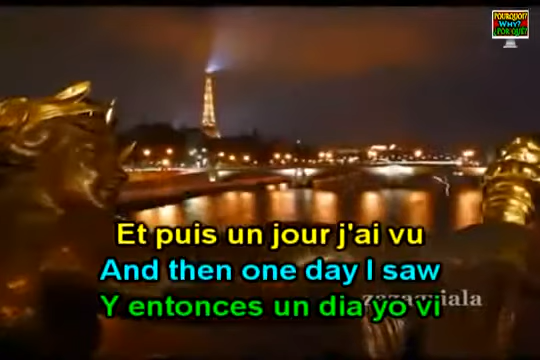 POURQUOI?
WHY?
¿POR QUÉ?
Et puis un jour j'ai vu
And then one day I saw
Y entonces un dia yo vi